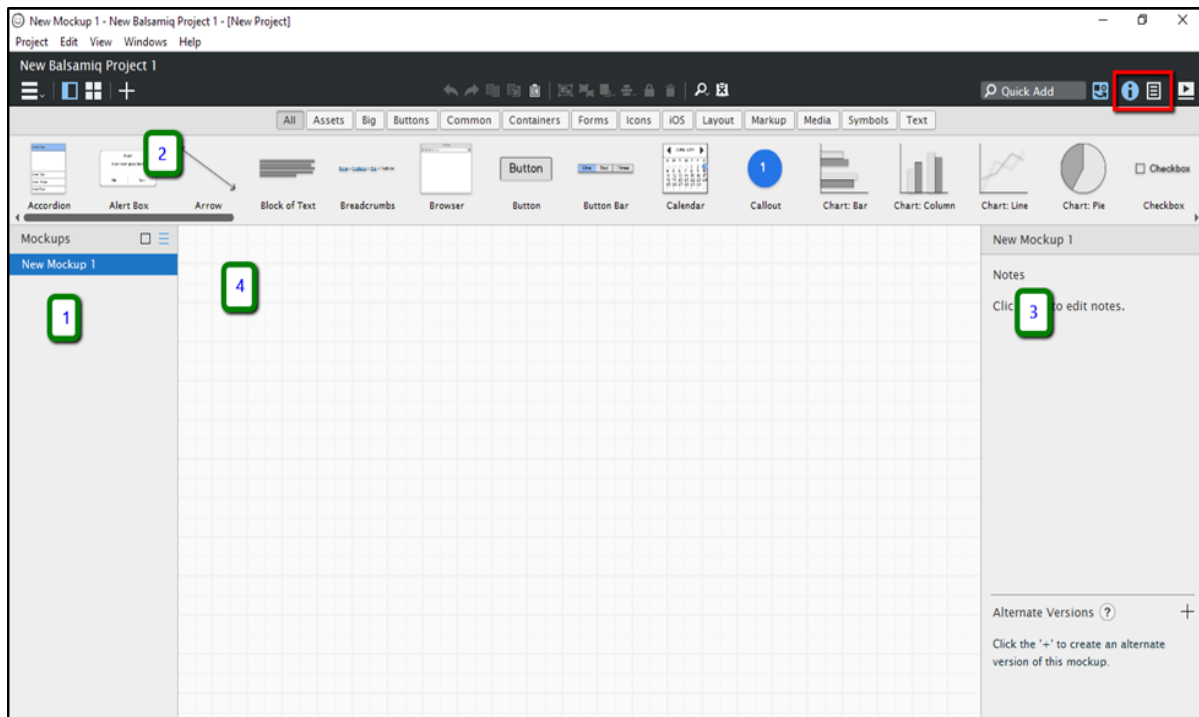 New Mockup 1 - New Balsamiq Project 1 - [New Project]
Project Edit View Windows Help
New Balsamiq Project 1
Quick Add
All Assets Big Buttons Common Containers Forms Icons iOS Layout Markup Media Symbols Text
2
Button
1
Checkbox
Accordion Alert Box Arrow Block of Text Breadcrumbs Browser Button Button Bar Calendar Callout Chart: Bar Chart: Column Chart: Line Chart: Pie Checkbox
Mockups
New Mockup 1
1
4
New Mockup 1
Notes
Clic to edit notes.
3
Alternate Versions ?
Click the '+' to create an alternate
version of this mockup.